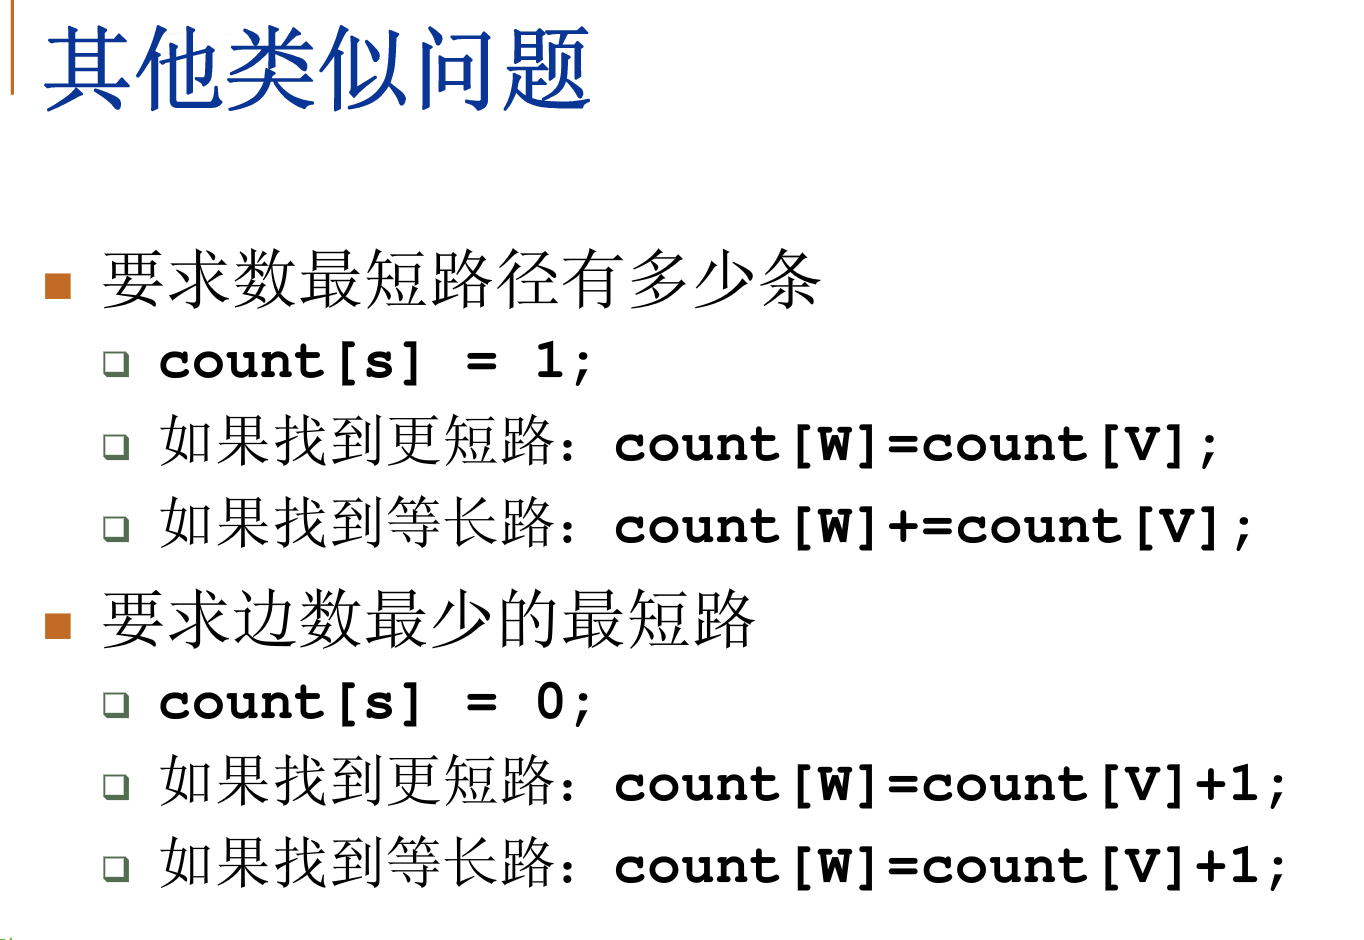 其他类似问题
要求数最短路径有多少条
count[s] = 1;
如果找到更短路：count[W]=count[V];
如果找到等长路：count[W]+=count[V];
要求边数最少的最短路
count[s] = 0;
如果找到更短路：count[W]=count[V]+1;
如果找到等长路：count[W]=count[V]+1;